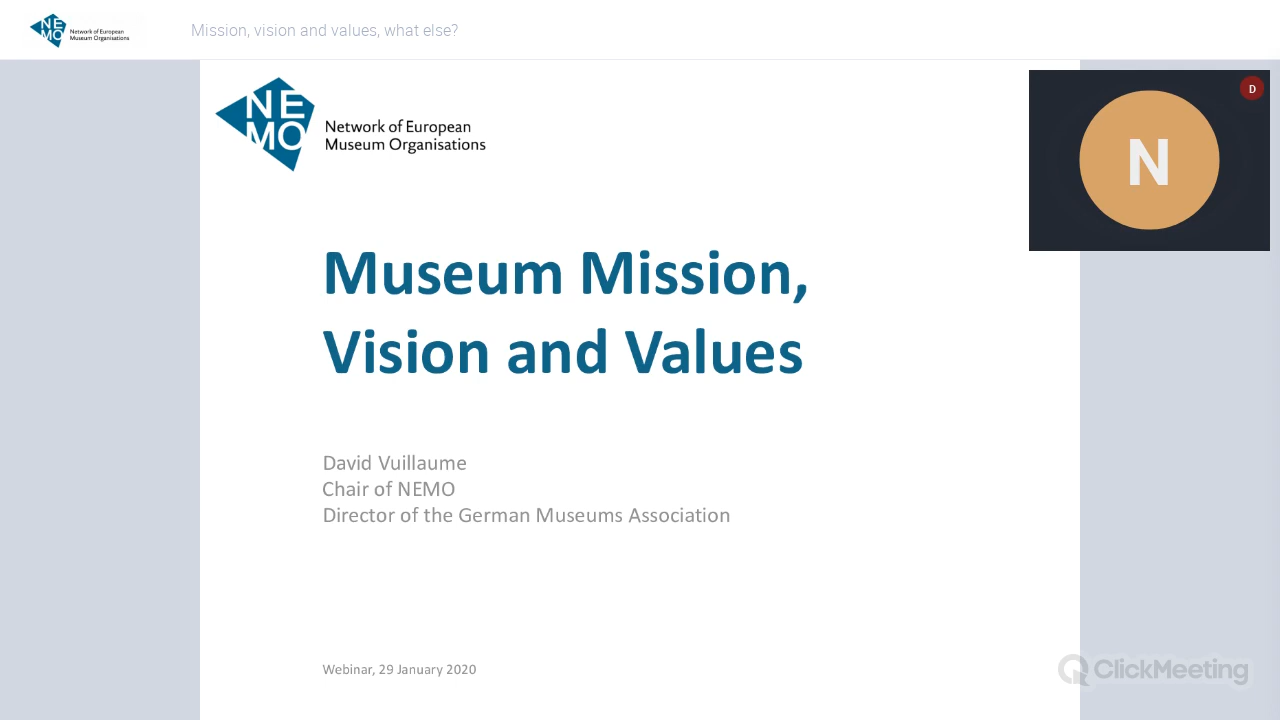 NE
MO
Network of European
Museum Organisations
Mission, vision and values, what else?
NE
MO
Network of European
Museum Organisations
D
N
Museum Mission,
Vision and Values
David Vuillaume
Chair of NEMO
Director of the German Museums Association
Webinar, 29 January 2020
ClickMeeting